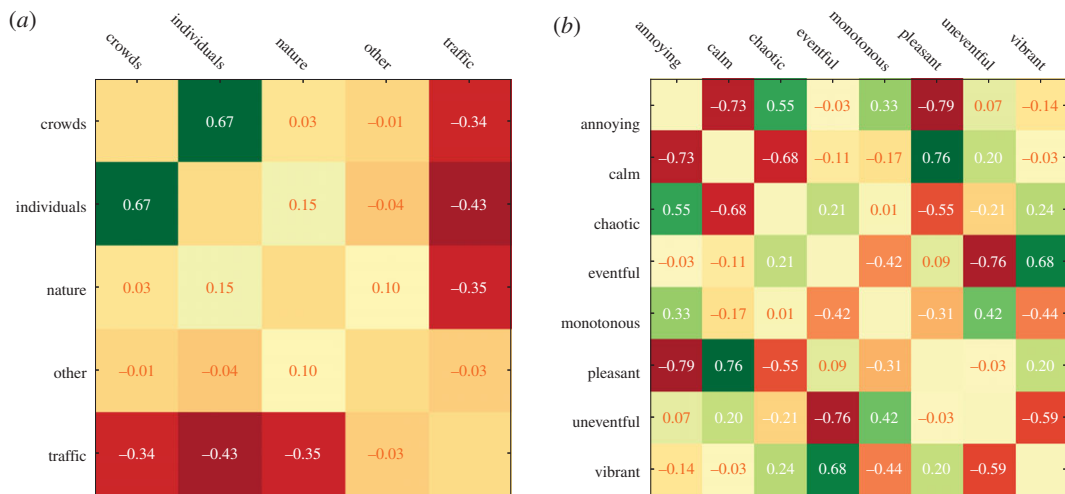 (a)
crowds individuals nature other traffic
crowds 0.67 0.03 −0.01 −0.34
individuals 0.67 0.15 −0.04 −0.43
nature 0.03 0.15 0.10 −0.35
other −0.01 −0.04 0.10 −0.03
traffic −0.34 −0.43 −0.35 −0.03
(b)
annoying calm chaotic eventful monotonous pleasant uneventful vibrant
annoying −0.73 0.55 −0.03 0.33 −0.79 0.07 −0.14
calm −0.73 −0.68 −0.11 −0.17 0.76 0.20 −0.03
chaotic 0.55 −0.68 0.21 0.01 −0.55 −0.21 0.24
eventful −0.03 −0.11 0.21 −0.42 0.09 −0.76 0.68
monotonous 0.33 −0.17 0.01 −0.42 −0.31 0.42 −0.44
pleasant −0.79 0.76 −0.55 0.09 −0.31 −0.03 0.20
uneventful 0.07 0.20 −0.21 −0.76 0.42 −0.03 −0.59
vibrant −0.14 −0.03 0.24 0.68 −0.44 0.20 −0.59